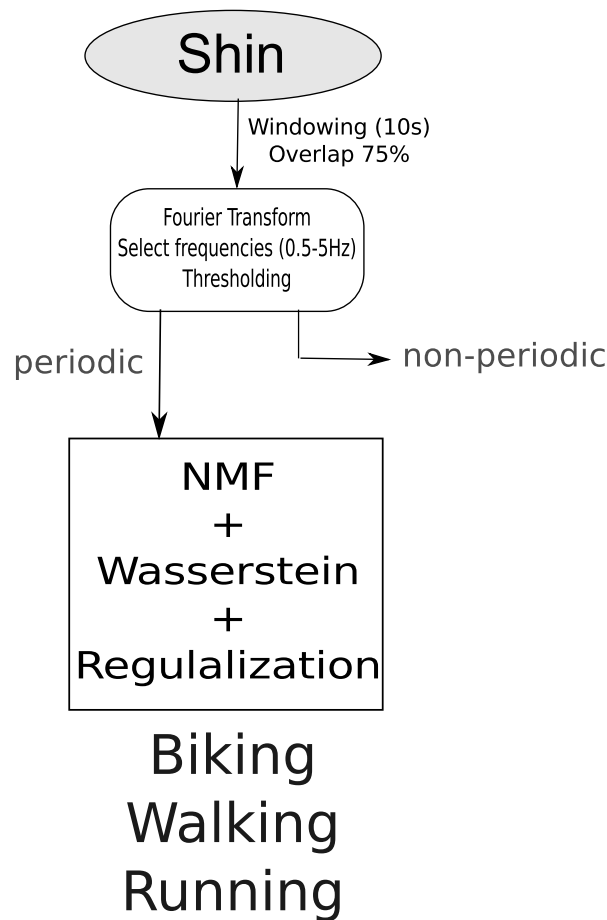 Shin
Windowing (10s)
Overlap 75%
Fourier Transform
Select frequencies (0.5-5Hz)
Thresholding
periodic
non-periodic
NMF
+
Wasserstein
+
Regulalization
Biking
Walking
Running